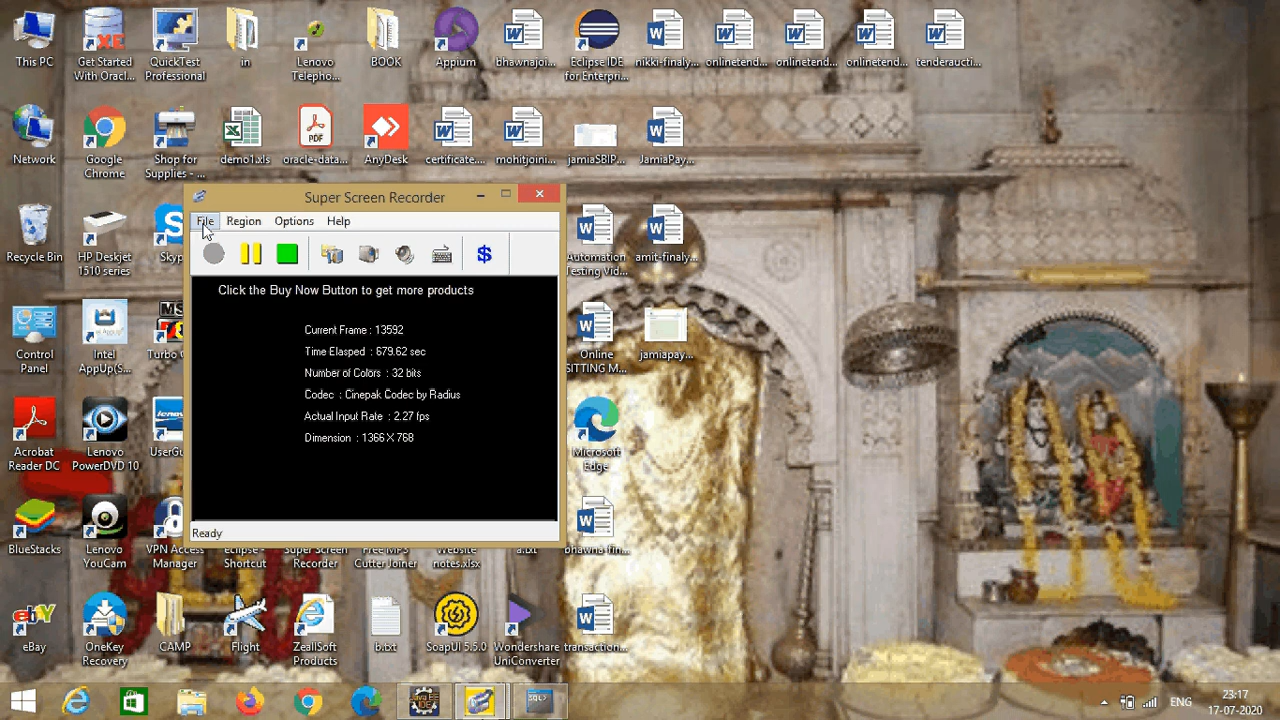 This PC
Get Started
With Oracl...
QuickTest
Professional
in
Lenovo
Telepho...
BOOK
Appium
bhawnajoi...
Eclipse IDE
for Enterpri...
nikki-finaly...
onlinetend...
onlinetend...
onlinetend...
tenderaucti...
Network
Google
Chrome
Shop for
Supplies - ...
demo1.xls
oracle-data...
AnyDesk
certificate....
mohitjoini...
jamiaSBIP...
JamiaPay...
Recycle Bin
HP Deskjet
1510 series
Skyp
Automation
Testing Vid...
amit-finaly...
Control
Panel
Intel
AppUp(S...
Turbo C
Online
SITTING M...
jamiapay...
Acrobat
Reader DC
Lenovo
PowerDVD 10
UserGu
Microsoft
Edge
BlueStacks
Lenovo
YouCam
VPN Access
Manager
eclipse -
Shortcut
Super Screen
Recorder
Free MP3
Cutter Joiner
Website
notes.xlsx
a.txt
bhawna-fin...
eBay
OneKey
Recovery
CAMP
Flight
ZeallSoft
Products
b.txt
SoapUI 5.5.0
Wondershare
UniConverter
transaction...
Super Screen Recorder
File Region Options Help
Click the Buy Now Button to get more products
Current Frame : 13592
Time Elasped : 679.62 sec
Number of Colors : 32 bits
Codec : Cinepak Codec by Radius
Actual Input Rate : 2.27 fps
Dimension : 1366 X 768
Ready
ENG
23:17
17-07-2020